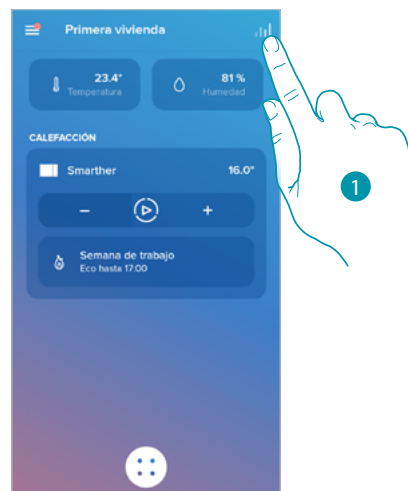 Primera vivienda
23.4°
Temperatura
81 %
Humedad
CALEFACCIÓN
Smarther 16.0°
− +
Semana de trabajo
Eco hasta 17:00
1